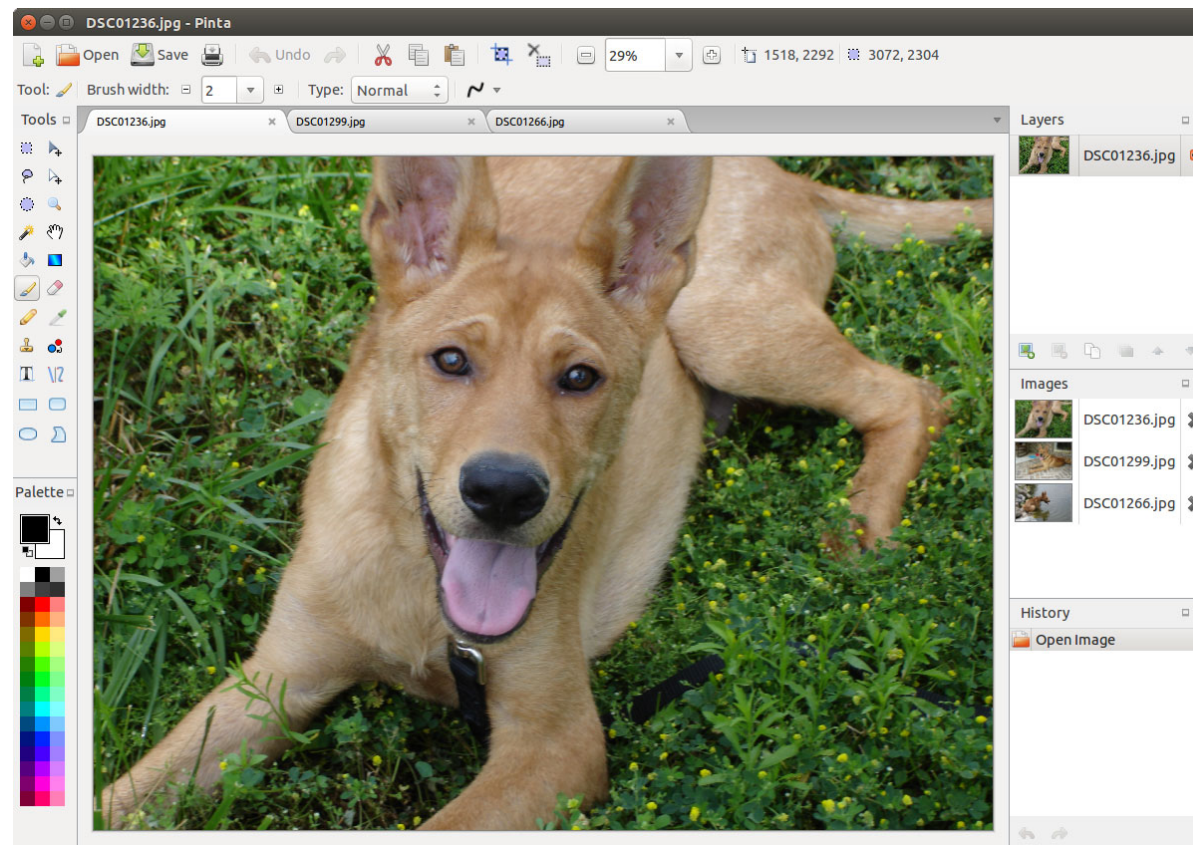 DSC01236.jpg - Pinta
Open Save Undo 29% 1518, 2292 3072, 2304
Tool: Brush width: 2 Type: Normal
Tools
DSC01236.jpg DSC01299.jpg DSC01266.jpg
Layers
DSC01236.jpg
Images
DSC01236.jpg
DSC01299.jpg
DSC01266.jpg
Palette
History
Open Image